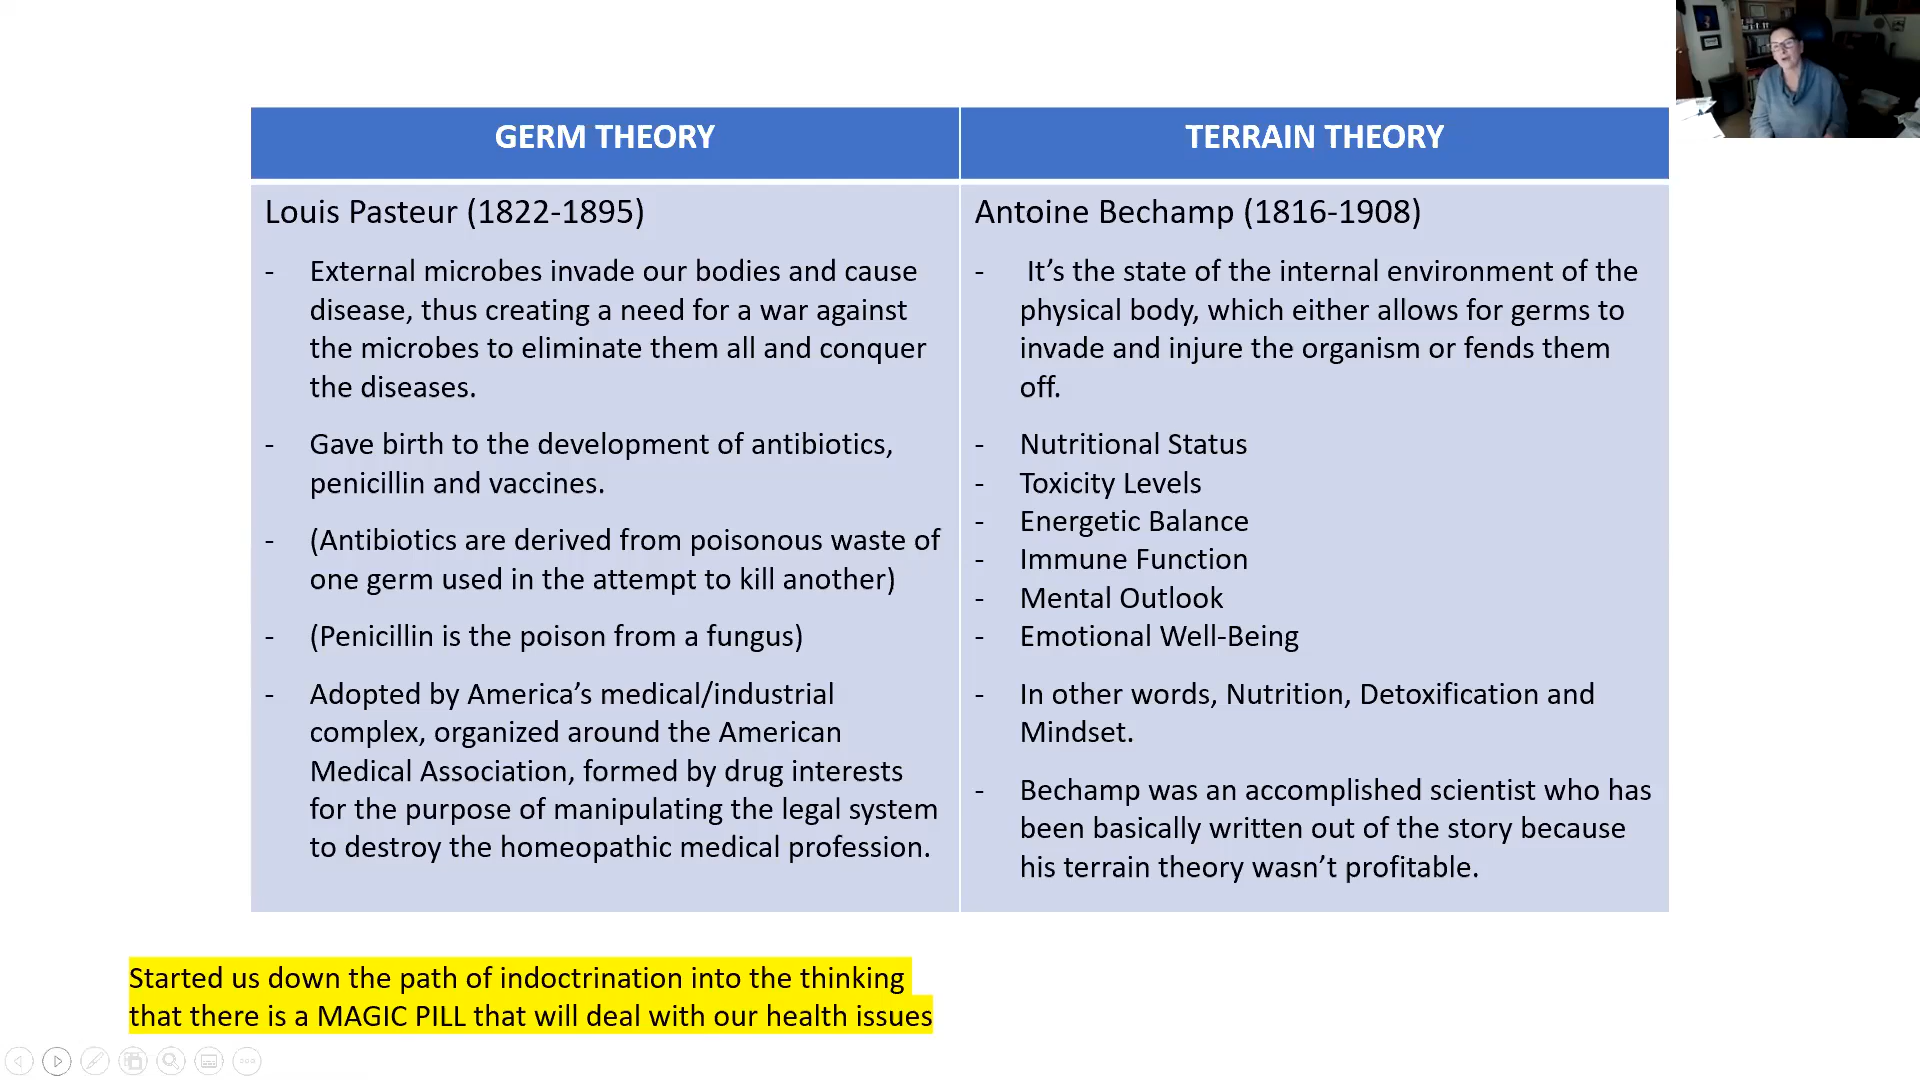 GERM THEORY
TERRAIN THEORY
Louis Pasteur (1822-1895)
- External microbes invade our bodies and cause
disease, thus creating a need for a war against
the microbes to eliminate them all and conquer
the diseases.
- Gave birth to the development of antibiotics,
penicillin and vaccines.
- (Antibiotics are derived from poisonous waste of
one germ used in the attempt to kill another)
- (Penicillin is the poison from a fungus)
- Adopted by America’s medical/industrial
complex, organized around the American
Medical Association, formed by drug interests
for the purpose of manipulating the legal system
to destroy the homeopathic medical profession.
Antoine Bechamp (1816-1908)
- It’s the state of the internal environment of the
physical body, which either allows for germs to
invade and injure the organism or fends them
off.
- Nutritional Status
- Toxicity Levels
- Energetic Balance
- Immune Function
- Mental Outlook
- Emotional Well-Being
- In other words, Nutrition, Detoxification and
Mindset.
- Bechamp was an accomplished scientist who has
been basically written out of the story because
his terrain theory wasn’t profitable.
Started us down the path of indoctrination into the thinking
that there is a MAGIC PILL that will deal with our health issues